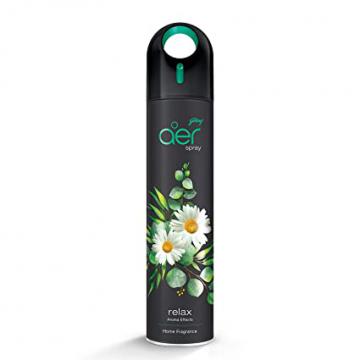 Godrej
aer
spray
relax
Aroma Effects
Home Fragrance